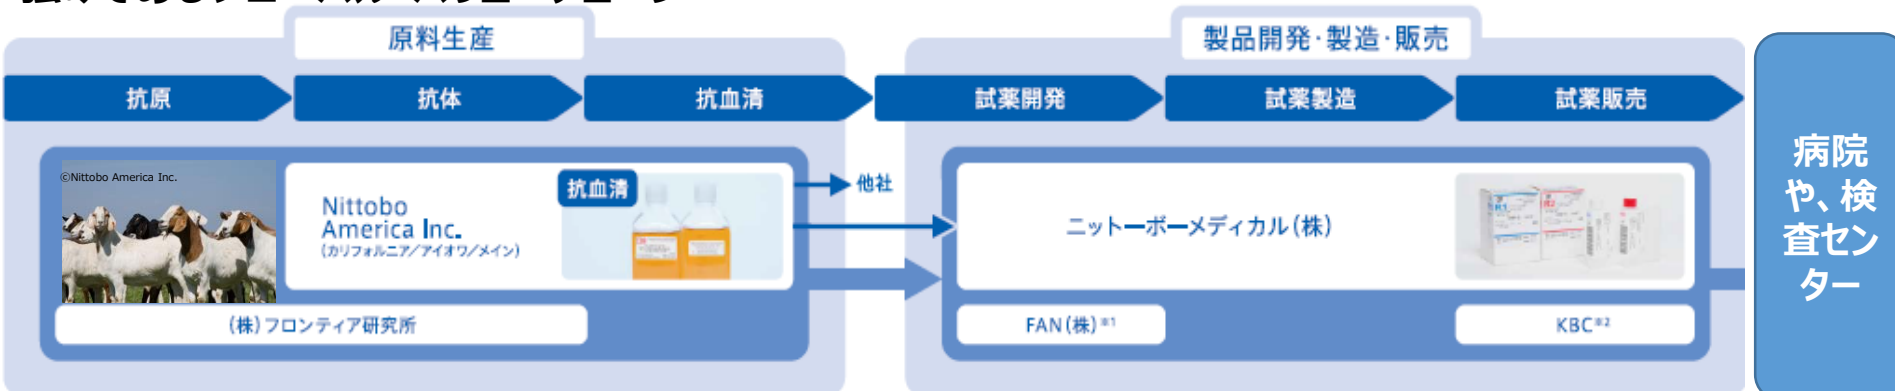 原料生産
製品開発・製造・販売
抗原
抗体
抗血清
試薬開発
試薬製造
試薬販売
©Nittobo America Inc.
Nittobo
America Inc.
(カリフォルニア/アイオワ/メイン)
抗血清
他社
ニットーボーメディカル(株)
(株)フロンティア研究所
FAN(株)※1
KBC※2
病院
や、検
査セン
ター